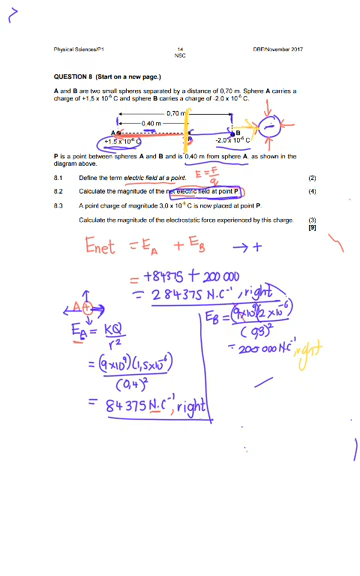 Physical Sciences/P1 14 DBE/November 2017
NSC
QUESTION 8 (Start on a new page.)
A and B are two small spheres separated by a distance of 0,70 m. Sphere A carries a
charge of +1,5 x 10⁻⁶ C and sphere B carries a charge of -2,0 x 10⁻⁶ C.
0,70 m
0,40 m
A P B
+1,5 x 10⁻⁶ C -2,0 x 10⁻⁶ C
P is a point between spheres A and B and is 0,40 m from sphere A, as shown in the
diagram above.
8.1 Define the term electric field at a point. E = F/q (2)
8.2 Calculate the magnitude of the net electric field at point P. (4)
8.3 A point charge of magnitude 3,0 x 10⁻⁹ C is now placed at point P.
Calculate the magnitude of the electrostatic force experienced by this charge. (3)
[9]
Enet = EA + EB → +
= +84375 + 200 000
= 284375 N.C⁻¹, right
A +
EA = KQ/r²
= (9x10⁹)(1,5x10⁻⁶)/(0,4)²
= 84375 N.C⁻¹, right
EB = (9x10⁹)(2x10⁻⁶)/(0,3)²
= 200 000 N.C⁻¹ right